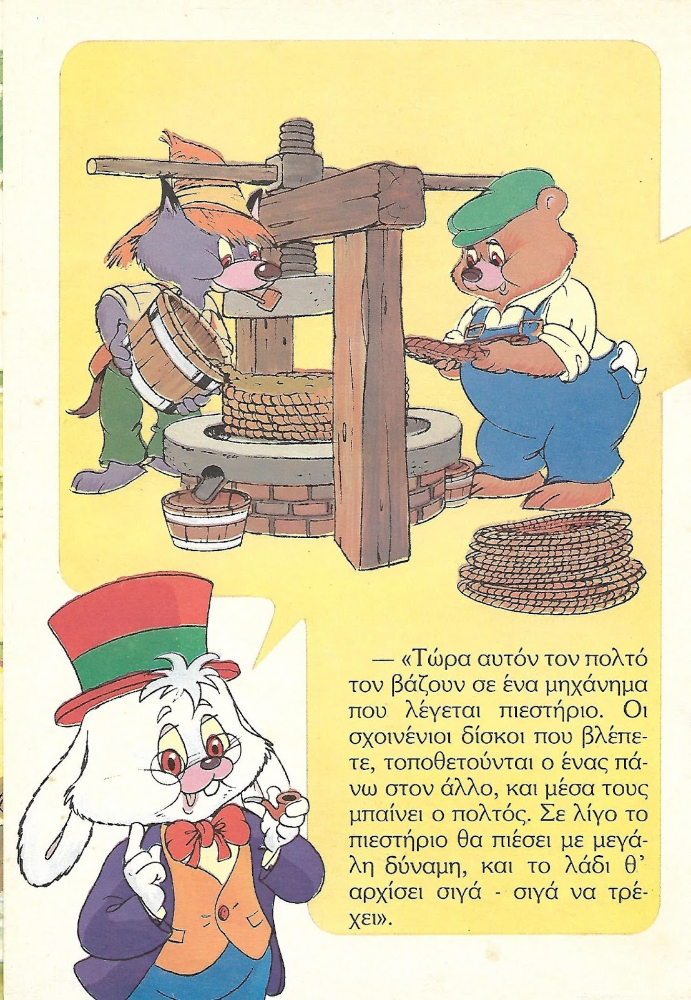 — «Τώρα αυτόν τον πολτό
τον βάζουν σε ένα μηχάνημα
που λέγεται πιεστήριο. Οι
σχοινένιοι δίσκοι που βλέπε-
τε, τοποθετούνται ο ένας πά-
νω στον άλλο, και μέσα τους
μπαίνει ο πολτός. Σε λίγο το
πιεστήριο θα πιέσει με μεγά-
λη δύναμη, και το λάδι θ’
αρχίσει σιγά - σιγά να τρέ-
χει».